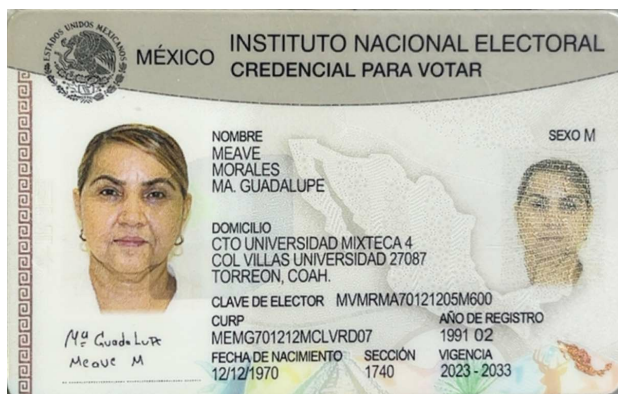 ESTADOS UNIDOS MEXICANOS
MÉXICO INSTITUTO NACIONAL ELECTORAL
CREDENCIAL PARA VOTAR
NOMBRE SEXO M
MEAVE
MORALES
MA. GUADALUPE
DOMICILIO
CTO UNIVERSIDAD MIXTECA 4
COL VILLAS UNIVERSIDAD 27087
TORREON, COAH.
CLAVE DE ELECTOR MVMRMA70121205M600
CURP AÑO DE REGISTRO
MEMG701212MCLVRD07 1991 02
FECHA DE NACIMIENTO SECCIÓN VIGENCIA
12/12/1970 1740 2023 - 2033
Mª Guadalupe
Meave M